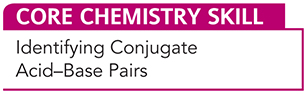 CORE CHEMISTRY SKILL
Identifying Conjugate
Acid–Base Pairs